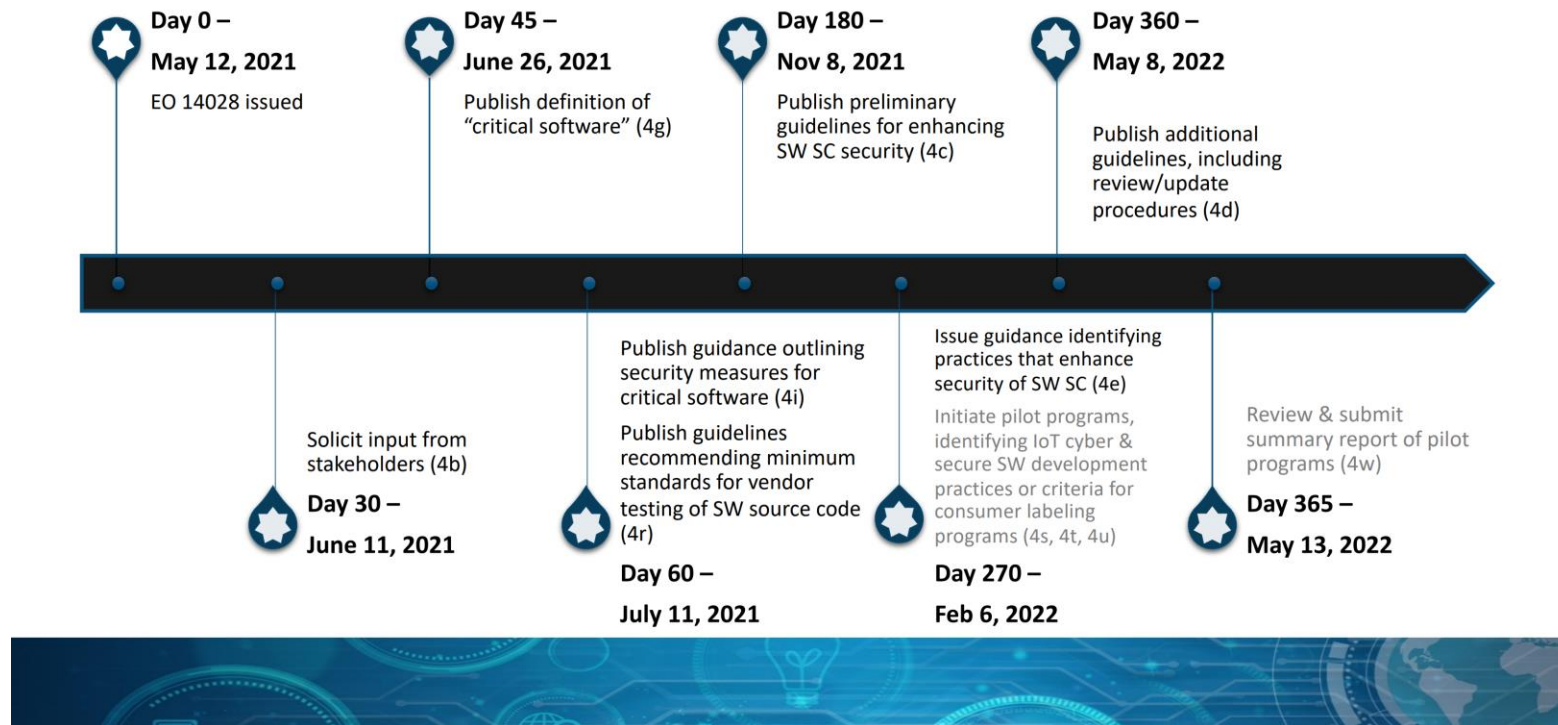 Day 0 –
May 12, 2021
EO 14028 issued
Day 45 –
June 26, 2021
Publish definition of
“critical software” (4g)
Day 180 –
Nov 8, 2021
Publish preliminary
guidelines for enhancing
SW SC security (4c)
Day 360 –
May 8, 2022
Publish additional
guidelines, including
review/update
procedures (4d)
Solicit input from
stakeholders (4b)
Day 30 –
June 11, 2021
Publish guidance outlining
security measures for
critical software (4i)
Publish guidelines
recommending minimum
standards for vendor
testing of SW source code
(4r)
Day 60 –
July 11, 2021
Issue guidance identifying
practices that enhance
security of SW SC (4e)
Initiate pilot programs,
identifying IoT cyber &
secure SW development
practices or criteria for
consumer labeling
programs (4s, 4t, 4u)
Day 270 –
Feb 6, 2022
Review & submit
summary report of pilot
programs (4w)
Day 365 –
May 13, 2022